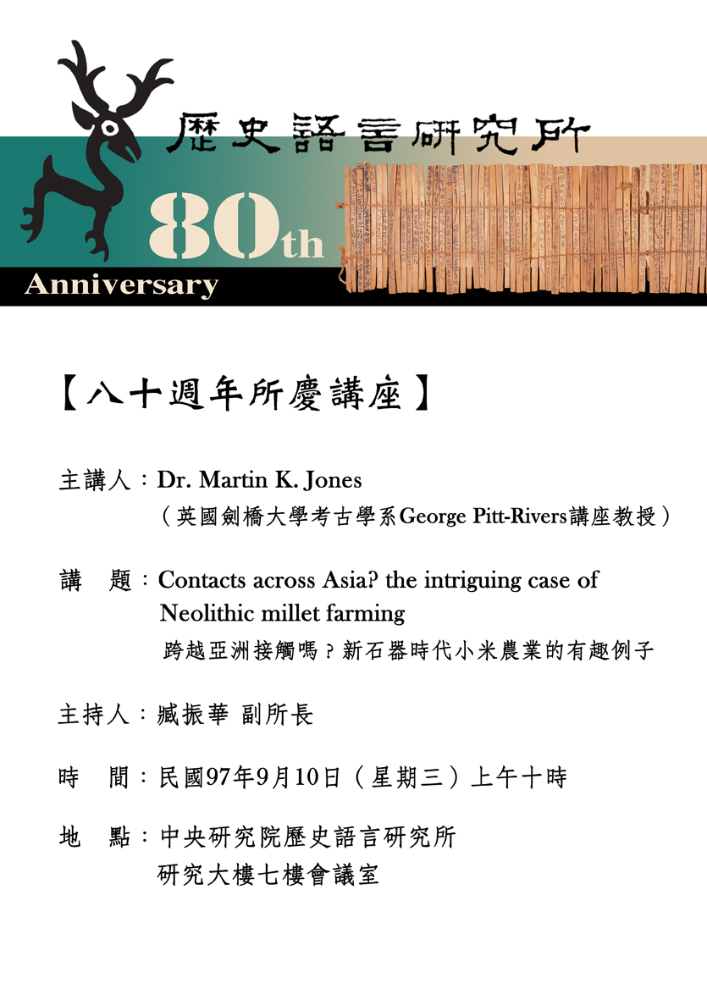 歷史語言研究所
80th
Anniversary
【八十週年所慶講座】
主講人：Dr. Martin K. Jones
（英國劍橋大學考古學系George Pitt-Rivers講座教授）
講　題：Contacts across Asia? the intriguing case of
Neolithic millet farming
跨越亞洲接觸嗎？新石器時代小米農業的有趣例子
主持人：臧振華 副所長
時　間：民國97年9月10日（星期三）上午十時
地　點：中央研究院歷史語言研究所
研究大樓七樓會議室